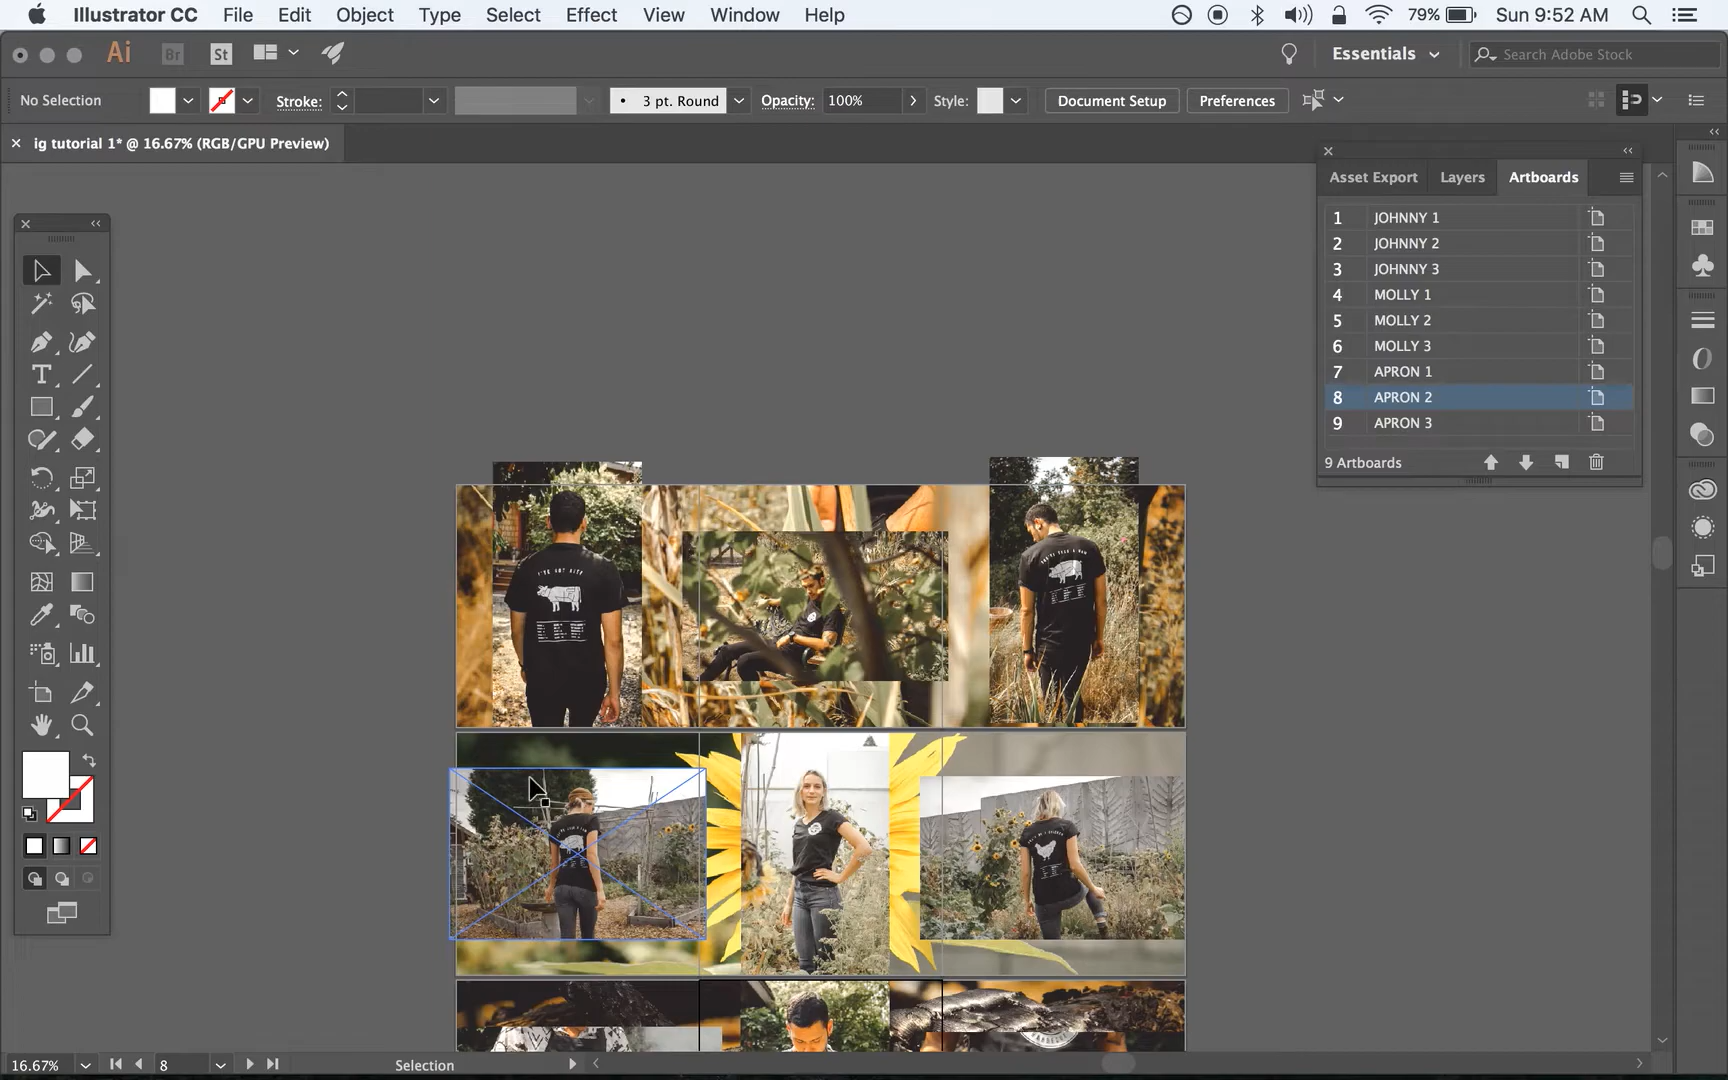 Illustrator CC File Edit Object Type Select Effect View Window Help 79% Sun 9:52 AM
Ai Br St Essentials Search Adobe Stock
No Selection Stroke: • 3 pt. Round Opacity: 100% Style: Document Setup Preferences
× ig tutorial 1* @ 16.67% (RGB/GPU Preview)
Asset Export Layers Artboards
1 JOHNNY 1
2 JOHNNY 2
3 JOHNNY 3
4 MOLLY 1
5 MOLLY 2
6 MOLLY 3
7 APRON 1
8 APRON 2
9 APRON 3
9 Artboards
16.67% 8 Selection